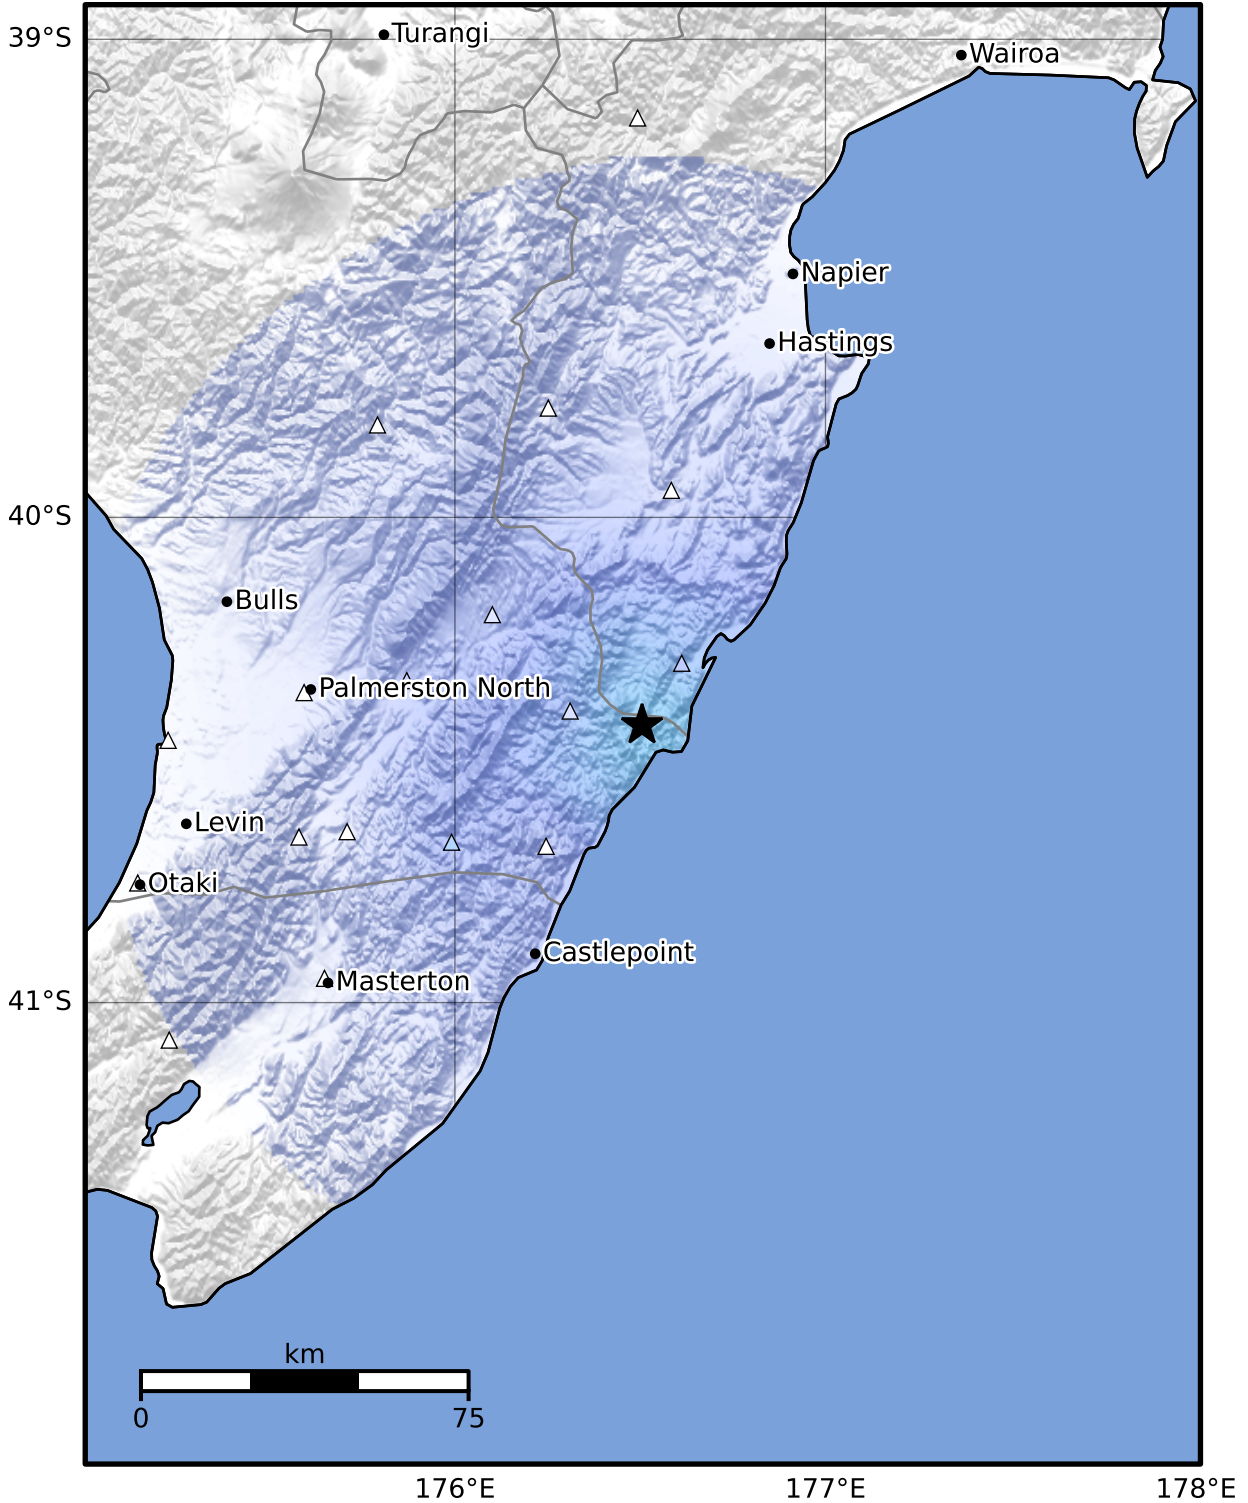 39°S
Turangi
Wairoa
Napier
Hastings
40°S
Bulls
Palmerston North
Levin
Otaki
Castlepoint
Masterton
41°S
km
0
75
176°E
177°E
178°E